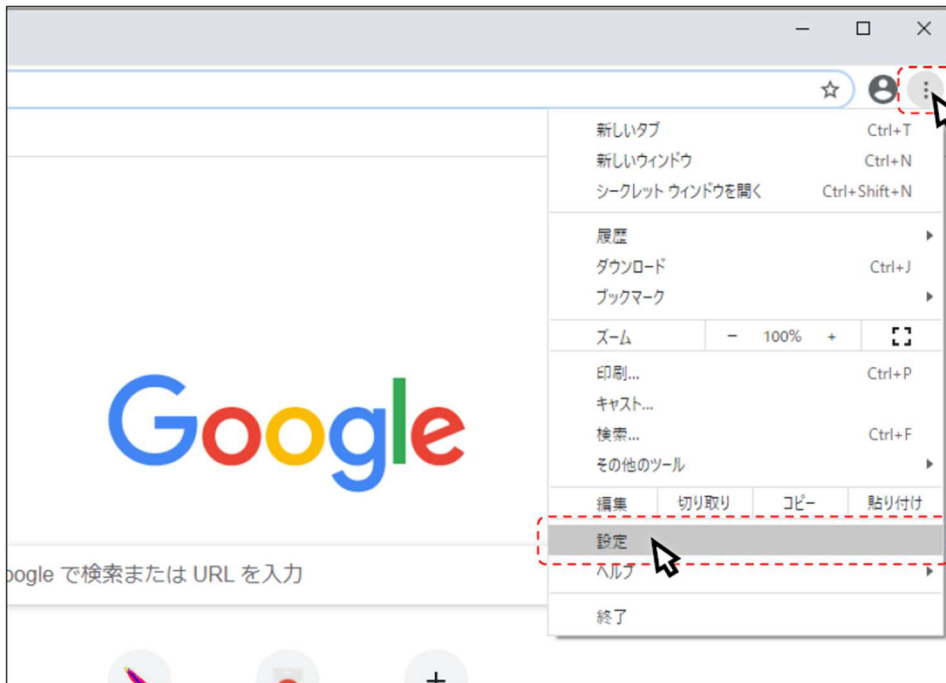 新しいタブ Ctrl+T
新しいウィンドウ Ctrl+N
シークレット ウィンドウを開く Ctrl+Shift+N
履歴
ダウンロード Ctrl+J
ブックマーク
ズーム − 100% +
印刷... Ctrl+P
キャスト...
検索... Ctrl+F
その他のツール
編集 切り取り コピー 貼り付け
設定
ヘルプ
終了
Google
oogle で検索または URL を入力